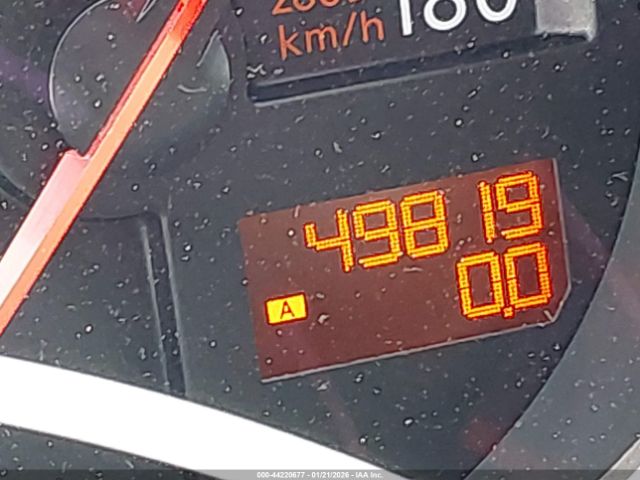 km/h 180
49819
A 0.0
000-44220677 - 01/21/2026 - IAA Inc.